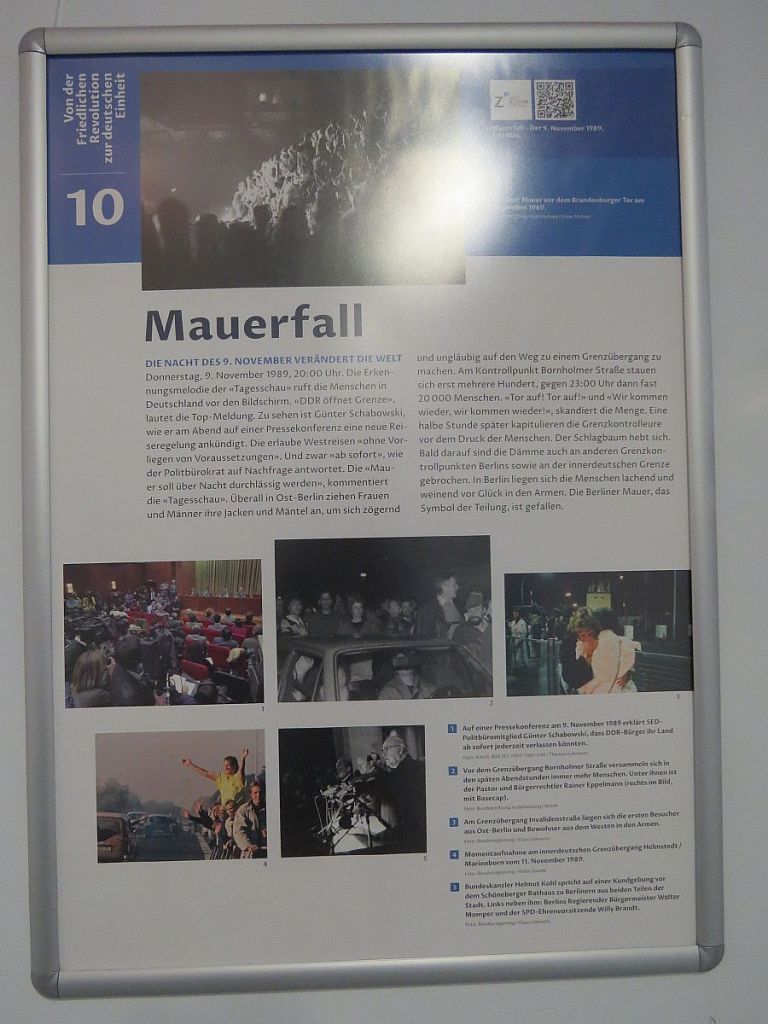 Von der
Friedlichen
Revolution
zur deutschen
Einheit
10
Mauerfall – Der 9. November 1989.
Mauer vor dem Brandenburger Tor am
1989.
Mauerfall
DIE NACHT DES 9. NOVEMBER VERÄNDERT DIE WELT
Donnerstag, 9. November 1989, 20:00 Uhr. Die Erken-
nungsmelodie der «Tagesschau» ruft die Menschen in
Deutschland vor den Bildschirm. «DDR öffnet Grenze»,
lautet die Top-Meldung. Zu sehen ist Günter Schabowski,
wie er am Abend auf einer Pressekonferenz eine neue Rei-
seregelung ankündigt. Die erlaube Westreisen «ohne Vor-
liegen von Voraussetzungen». Und zwar «ab sofort», wie
der Politbürokrat auf Nachfrage antwortet. Die «Mau-
er soll über Nacht durchlässig werden», kommentiert
die «Tagesschau». Überall in Ost-Berlin ziehen Frauen
und Männer ihre Jacken und Mäntel an, um sich zögernd
und ungläubig auf den Weg zu einem Grenzübergang zu
machen. Am Kontrollpunkt Bornholmer Straße stauen
sich erst mehrere Hundert, gegen 23:00 Uhr dann fast
20 000 Menschen. «Tor auf! Tor auf!» und «Wir kommen
wieder, wir kommen wieder!», skandiert die Menge. Eine
halbe Stunde später kapitulieren die Grenzkontrolleure
vor dem Druck der Menschen. Der Schlagbaum hebt sich.
Bald darauf sind die Dämme auch an anderen Grenzkon-
trollpunkten Berlins sowie an der innerdeutschen Grenze
gebrochen. In Berlin liegen sich die Menschen lachend und
weinend vor Glück in den Armen. Die Berliner Mauer, das
Symbol der Teilung, ist gefallen.
1
2
3
4
5
1 Auf einer Pressekonferenz am 9. November 1989 erklärt SED-
Politbüromitglied Günter Schabowski, dass DDR-Bürger ihr Land
ab sofort jederzeit verlassen könnten.
2 Vor dem Grenzübergang Bornholmer Straße versammeln sich in
den späten Abendstunden immer mehr Menschen. Unter ihnen ist
der Pastor und Bürgerrechtler Rainer Eppelmann (rechts im Bild,
mit Basecap).
3 Am Grenzübergang Invalidenstraße liegen sich die ersten Besucher
aus Ost-Berlin und Bewohner aus dem Westen in den Armen.
4 Momentaufnahme am innerdeutschen Grenzübergang Helmstedt/
Marienborn vom 11. November 1989.
5 Bundeskanzler Helmut Kohl spricht auf einer Kundgebung vor
dem Schöneberger Rathaus zu Berlinern aus beiden Teilen der
Stadt. Links neben ihm: Berlins Regierender Bürgermeister Walter
Momper und der SPD-Ehrenvorsitzende Willy Brandt.